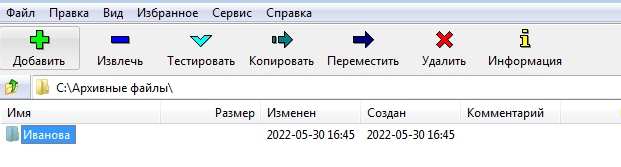 Файл Правка Вид Избранное Сервис Справка
Добавить Извлечь Тестировать Копировать Переместить Удалить Информация
C:\Архивные файлы\
Имя Размер Изменен Создан Комментарий
Иванова 2022-05-30 16:45 2022-05-30 16:45